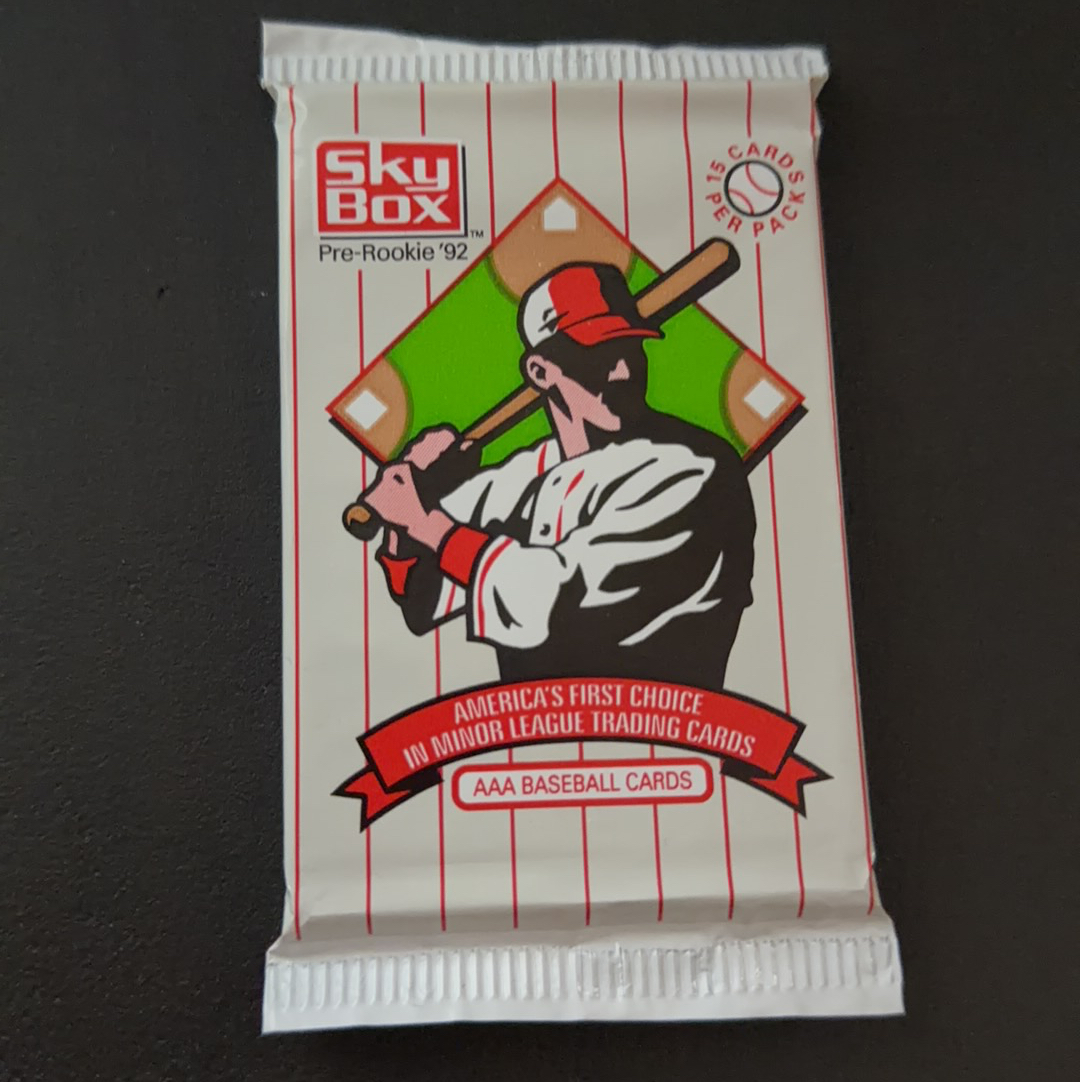 Sky
Box™
Pre-Rookie '92
15 CARDS
PER PACK
AMERICA'S FIRST CHOICE
IN MINOR LEAGUE TRADING CARDS
AAA BASEBALL CARDS